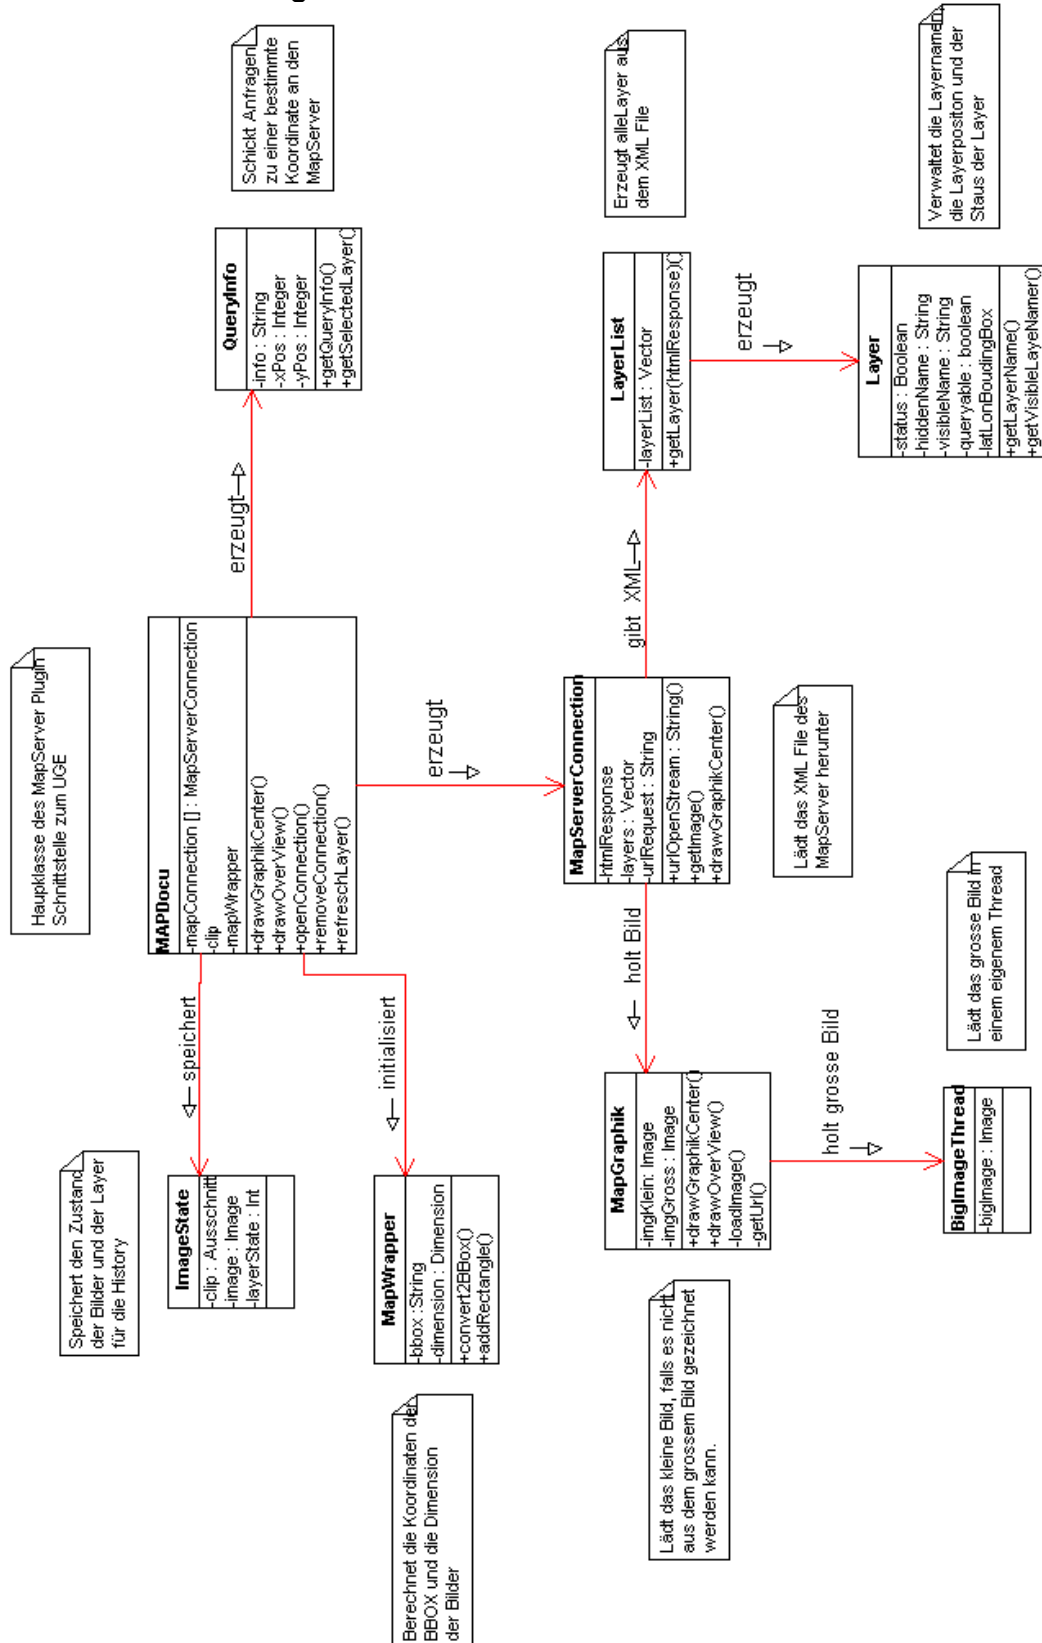 Haupklasse des MapServer Plugin
Schnittstelle zum UGE
Speichert den Zustand
der Bilder und der Layer
für die History
ImageState
-clip : Ausschnitt
-image : Image
-layerState : Int
speichert
MAPDocu
-mapConnection [] : MapServerConnection
-clip
-mapWrapper
+drawGraphikCenter()
+drawOverView()
+openConnection()
+removeConnection()
+refreschLayer()
erzeugt
QueryInfo
-info : String
-xPos : Integer
-yPos : Integer
+getQueryInfo()
+getSelectedLayer()
Schickt Anfragen
zu einer bestimmte
Koordinate an den
MapServer
Berechnet die Koordinaten der
BBOX und die Dimension
der Bilder
MapWrapper
-bbox :String
-dimension : Dimension
+convert2BBox()
+addRectangle()
initialisiert
erzeugt
Lädt das kleine Bild, falls es nicht
aus dem grossem Bild gezeichnet
werden kann.
MapGraphik
-imgKlein: Image
-imgGross : Image
+drawGraphikCenter()
+drawOverView()
-loadImage()
-getUrl()
holt Bild
MapServerConnection
-htmlResponse
-layers : Vector
-urlRequest : String
+urlOpenStream : String()
+getImage()
+drawGraphikCenter()
gibt XML
LayerList
-layerList : Vector
+getLayer(htmlResponse)()
Erzeugt alleLayer aus
dem XML File
holt grosse Bild
Lädt das XML File des
MapServer herunter
erzeugt
BigImageThread
-bigImage : Image
Lädt das grosse Bild in
einem eigenem Thread
Layer
-status : Boolean
-hiddenName : String
-visibleName : String
-queryable : boolean
-latLonBoudingBox
+getLayerName()
+getVisibleLayeNamer()
Verwaltet die Layernamen
die Layerpositon und der
Staus der Layer